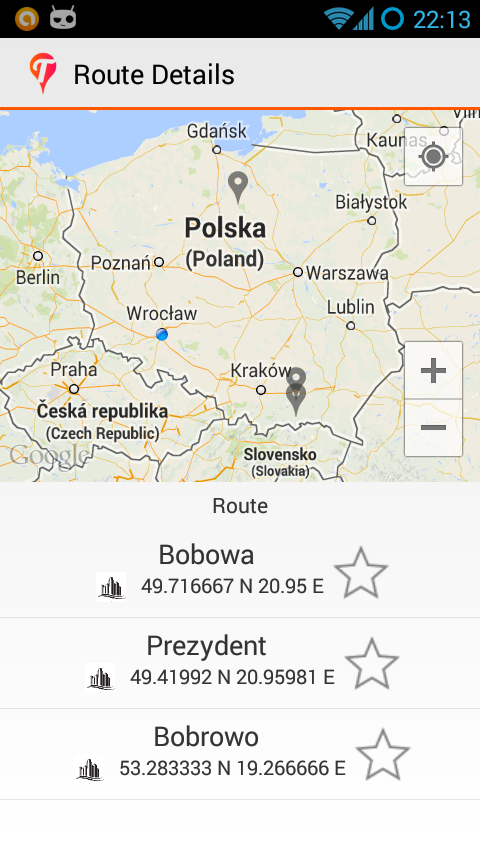 22:13
Route Details
Gdańsk
Kaunas
Białystok
Polska
(Poland)
Berlin
Poznań
Warszawa
Wrocław
Lublin
Praha
Kraków
Česká republika
(Czech Republic)
Google
Slovensko
(Slovakia)
Route
Bobowa
49.716667 N 20.95 E
Prezydent
49.41992 N 20.95981 E
Bobrowo
53.283333 N 19.266666 E